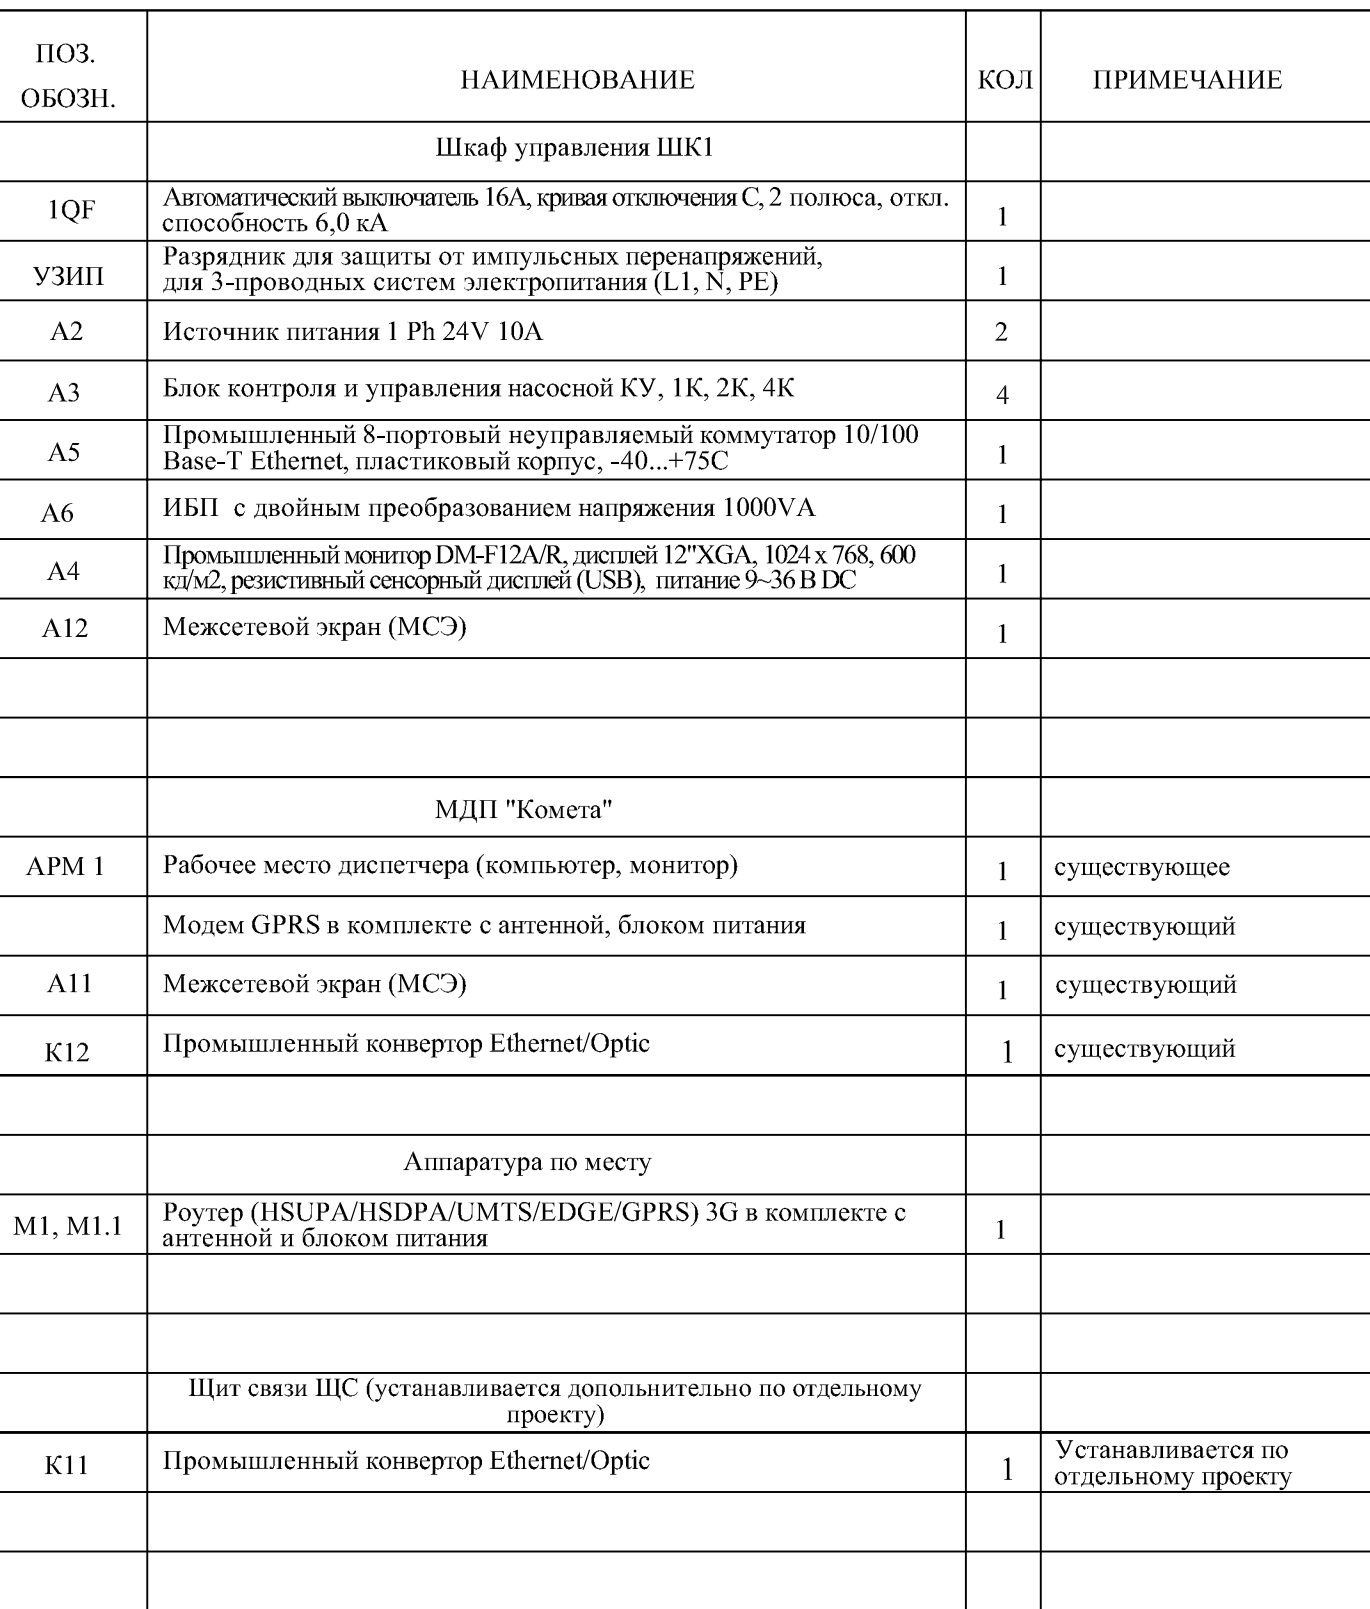 ПОЗ.
ОБОЗН.
НАИМЕНОВАНИЕ
КОЛ
ПРИМЕЧАНИЕ
Шкаф управления ШК1
1QF
Автоматический выключатель 16А, кривая отключения С, 2 полюса, откл.
способность 6,0 кА
1
УЗИП
Разрядник для защиты от импульсных перенапряжений,
для 3-проводных систем электропитания (L1, N, PE)
1
А2
Источник питания 1 Ph 24V 10A
2
А3
Блок контроля и управления насосной КУ, 1К, 2К, 4К
4
А5
Промышленный 8-портовый неуправляемый коммутатор 10/100
Base-T Ethernet, пластиковый корпус, -40...+75С
1
А6
ИБП с двойным преобразованием напряжения 1000VA
1
А4
Промышленный монитор DM-F12A/R, дисплей 12"XGA, 1024 x 768, 600
кд/м2, резистивный сенсорный дисплей (USB), питание 9~36 В DC
1
А12
Межсетевой экран (МСЭ)
1
МДП "Комета"
АРМ 1
Рабочее место диспетчера (компьютер, монитор)
1
существующее
Модем GPRS в комплекте с антенной, блоком питания
1
существующий
А11
Межсетевой экран (МСЭ)
1
существующий
К12
Промышленный конвертор Ethernet/Optic
1
существующий
Аппаратура по месту
М1, М1.1
Роутер (HSUPA/HSDPA/UMTS/EDGE/GPRS) 3G в комплекте с
антенной и блоком питания
1
Щит связи ЩС (устанавливается допольнительно по отдельному
проекту)
К11
Промышленный конвертор Ethernet/Optic
1
Устанавливается по
отдельному проекту